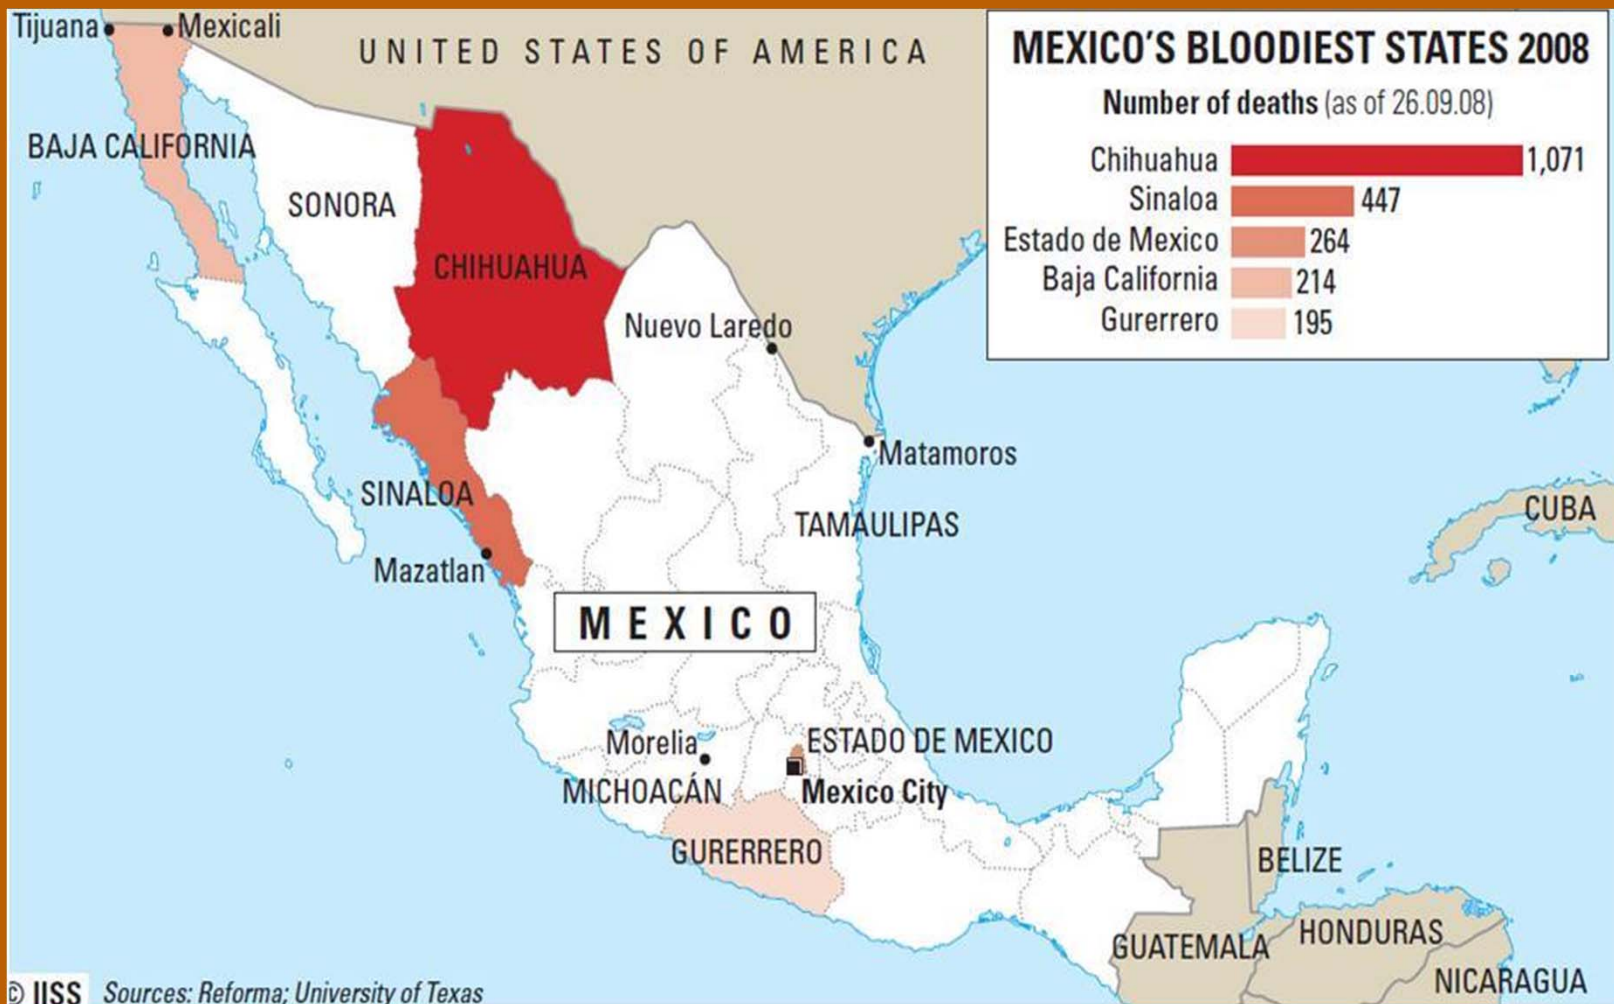 Tijuana
Mexicali
UNITED STATES OF AMERICA
MEXICO'S BLOODIEST STATES 2008
Number of deaths (as of 26.09.08)
Chihuahua 1,071
Sinaloa 447
Estado de Mexico 264
Baja California 214
Gurerrero 195
BAJA CALIFORNIA
SONORA
CHIHUAHUA
Nuevo Laredo
Matamoros
SINALOA
TAMAULIPAS
CUBA
Mazatlan
MEXICO
Morelia
ESTADO DE MEXICO
MICHOACÁN
Mexico City
GURERRERO
BELIZE
GUATEMALA
HONDURAS
NICARAGUA
© IISS Sources: Reforma; University of Texas